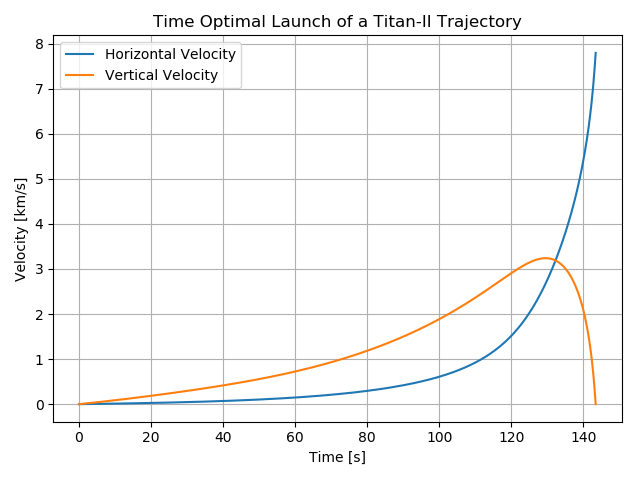 Time Optimal Launch of a Titan-II Trajectory
Horizontal Velocity
Vertical Velocity
8
7
6
5
4
3
2
1
0
Velocity [km/s]
0 20 40 60 80 100 120 140
Time [s]